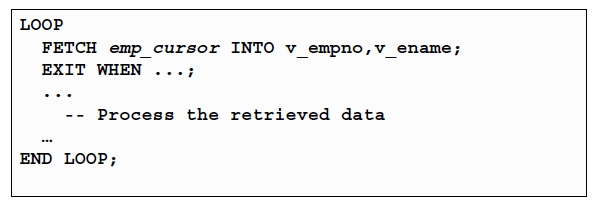 LOOP
FETCH emp_cursor INTO v_empno,v_ename;
EXIT WHEN ...;
...
-- Process the retrieved data
…
END LOOP;